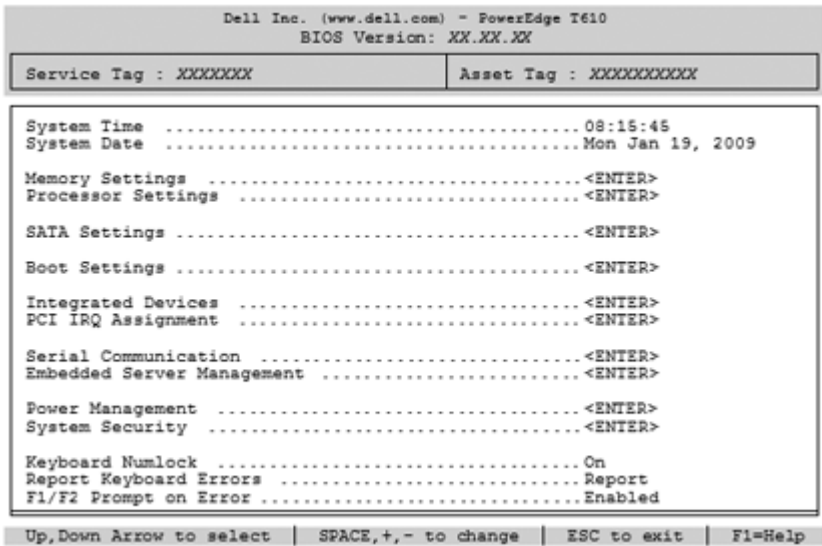 Dell Inc. (www.dell.com) - PowerEdge T610
BIOS Version: XX.XX.XX
Service Tag : XXXXXXX Asset Tag : XXXXXXXXXX
System Time ........................................ 08:15:45
System Date ........................................ Mon Jan 19, 2009
Memory Settings .................................... <ENTER>
Processor Settings ................................. <ENTER>
SATA Settings ....................................... <ENTER>
Boot Settings ....................................... <ENTER>
Integrated Devices .................................. <ENTER>
PCI IRQ Assignment ................................. <ENTER>
Serial Communication ............................... <ENTER>
Embedded Server Management ......................... <ENTER>
Power Management ................................... <ENTER>
System Security .................................... <ENTER>
Keyboard Numlock ................................... On
Report Keyboard Errors ............................. Report
F1/F2 Prompt on Error ............................... Enabled
Up,Down Arrow to select | SPACE,+,- to change | ESC to exit | F1=Help